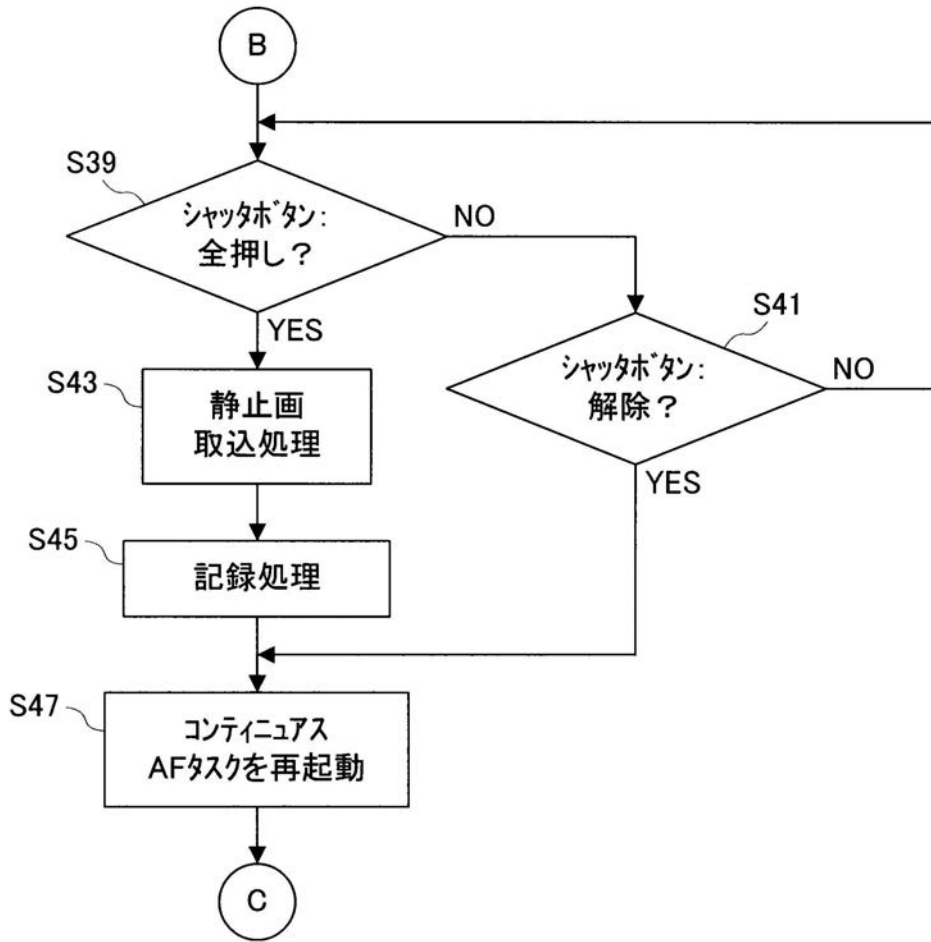 B
S39
シャッタボタン:
全押し？
NO
YES
S41
シャッタボタン:
解除？
NO
YES
S43
静止画
取込処理
S45
記録処理
S47
コンティニュアス
AFタスクを再起動
C